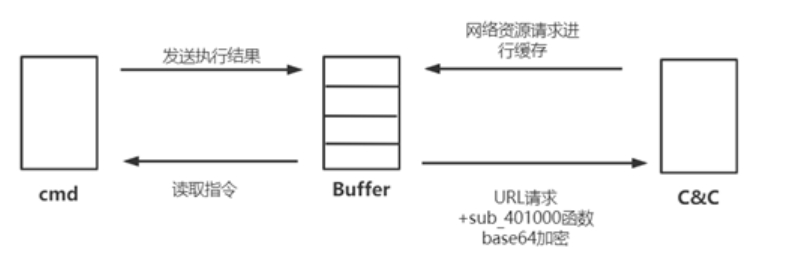 发送执行结果
网络资源请求进
行缓存
cmd
读取指令
Buffer
URL请求
+sub_401000函数
base64加密
C&C